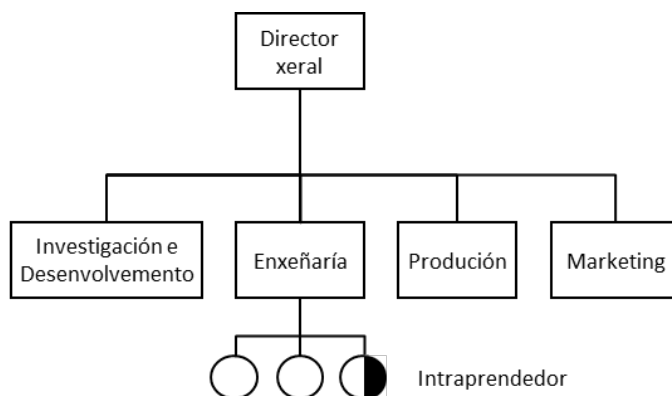 Director
xeral
Investigación e
Desenvolvemento
Enxeñaría
Produción
Marketing
Intraprendedor